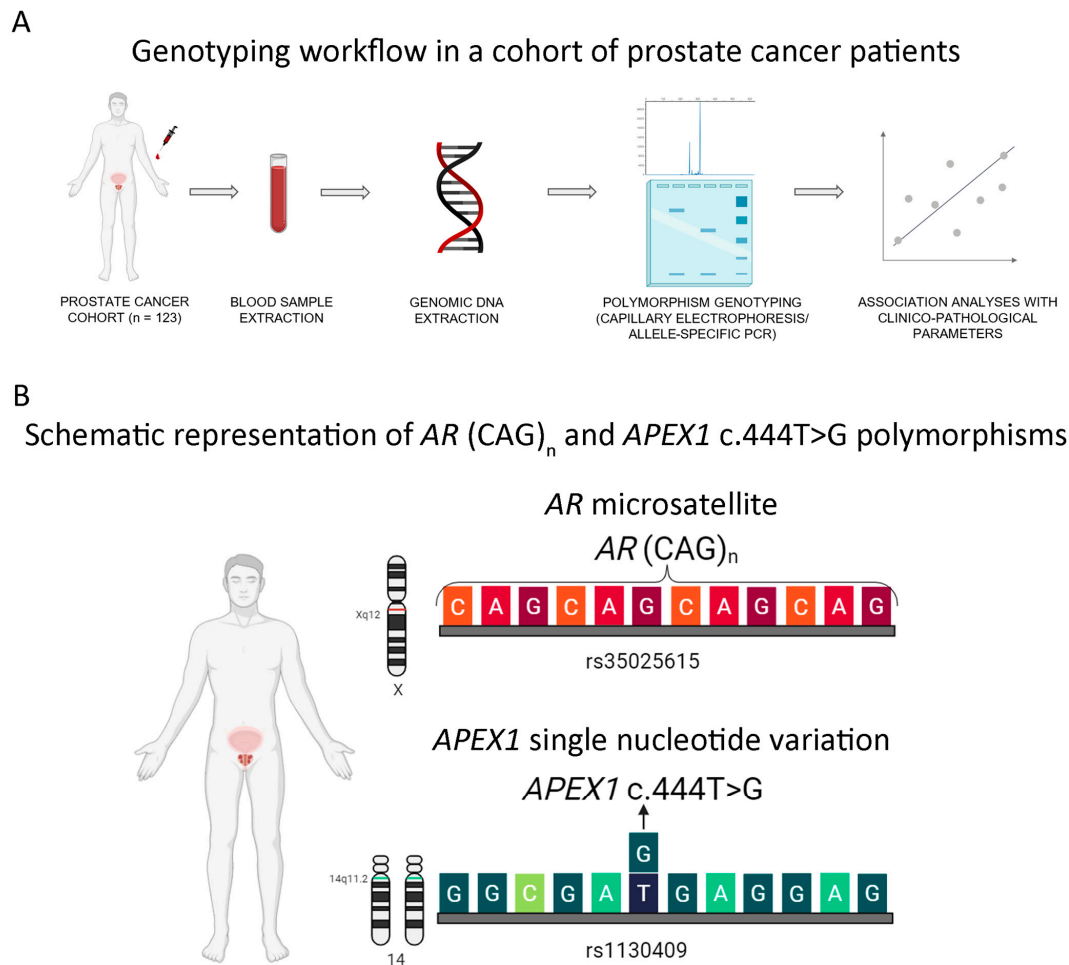 A
Genotyping workflow in a cohort of prostate cancer patients
PROSTATE CANCER
COHORT (n = 123)
BLOOD SAMPLE
EXTRACTION
GENOMIC DNA
EXTRACTION
POLYMORPHISM GENOTYPING
(CAPILLARY ELECTROPHORESIS/
ALLELE-SPECIFIC PCR)
ASSOCIATION ANALYSES WITH
CLINICO-PATHOLOGICAL
PARAMETERS
B
Schematic representation of AR (CAG)n and APEX1 c.444T>G polymorphisms
AR microsatellite
AR (CAG)n
Xq12
C A G C A G C A G C A G
rs35025615
X
APEX1 single nucleotide variation
APEX1 c.444T>G
G
14q11.2
G G C G A T G A G G A G
rs1130409
14